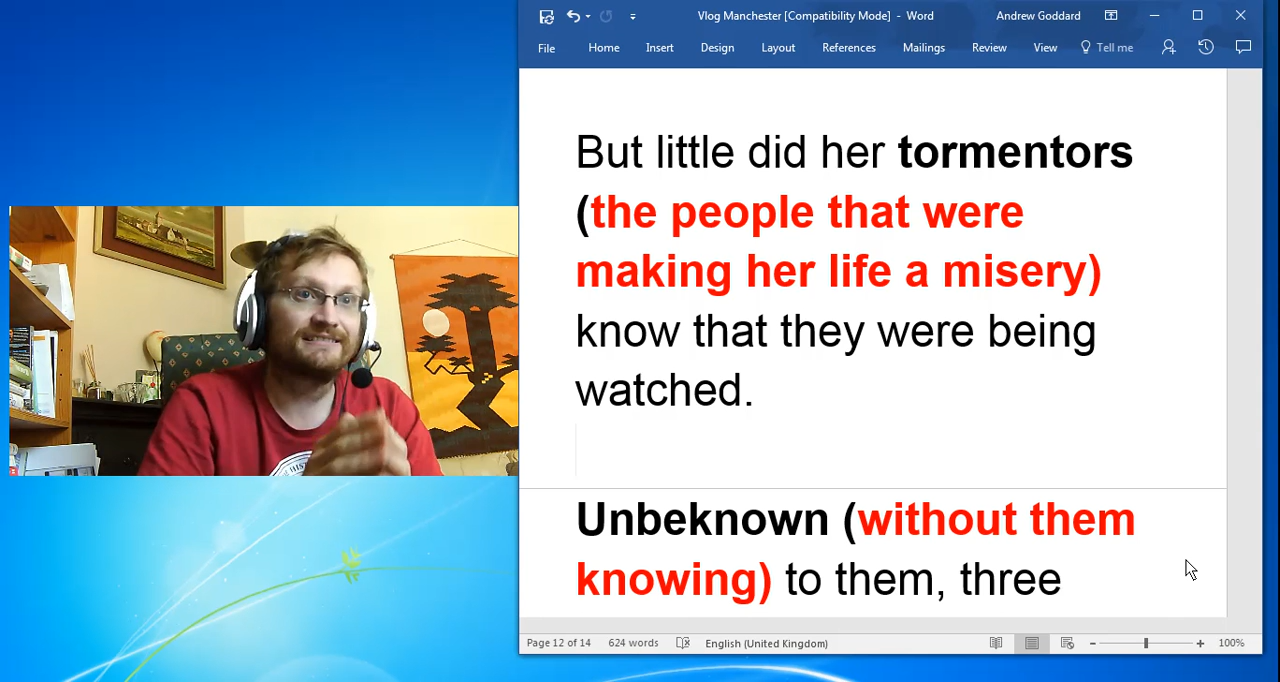 Vlog Manchester [Compatibility Mode] - Word
Andrew Goddard
File Home Insert Design Layout References Mailings Review View Tell me
But little did her tormentors
(the people that were
making her life a misery)
know that they were being
watched.
Unbeknown (without them
knowing) to them, three
Page 12 of 14 624 words English (United Kingdom) 100%